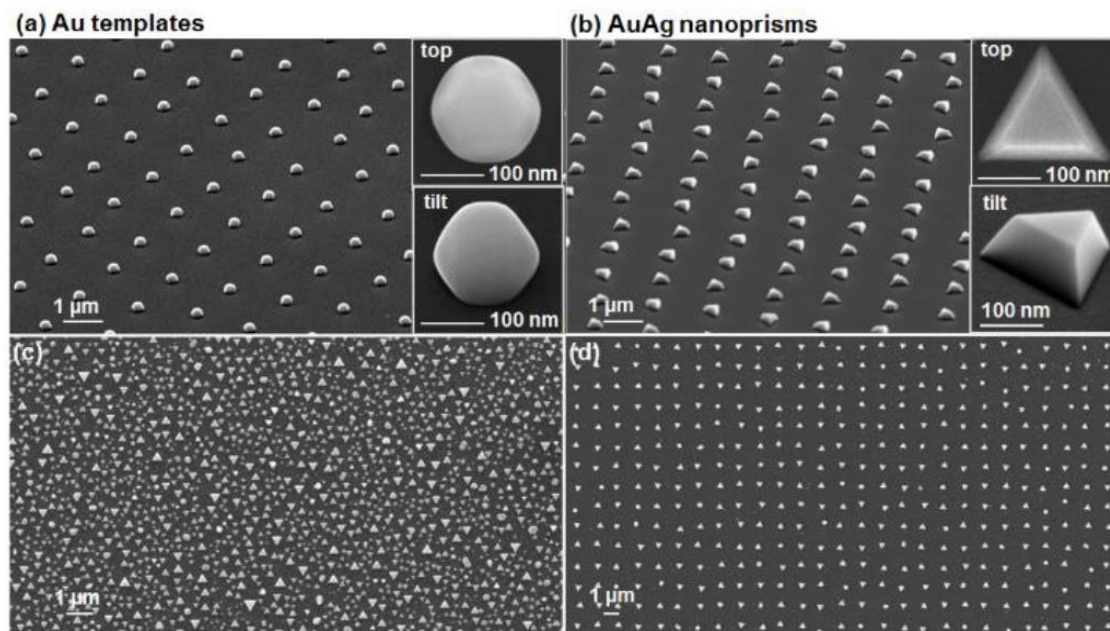 (a) Au templates
(b) AuAg nanoprisms
top
100 nm
tilt
100 nm
1 µm
top
100 nm
tilt
100 nm
1 µm
(c)
1 µm
(d)
1 µm